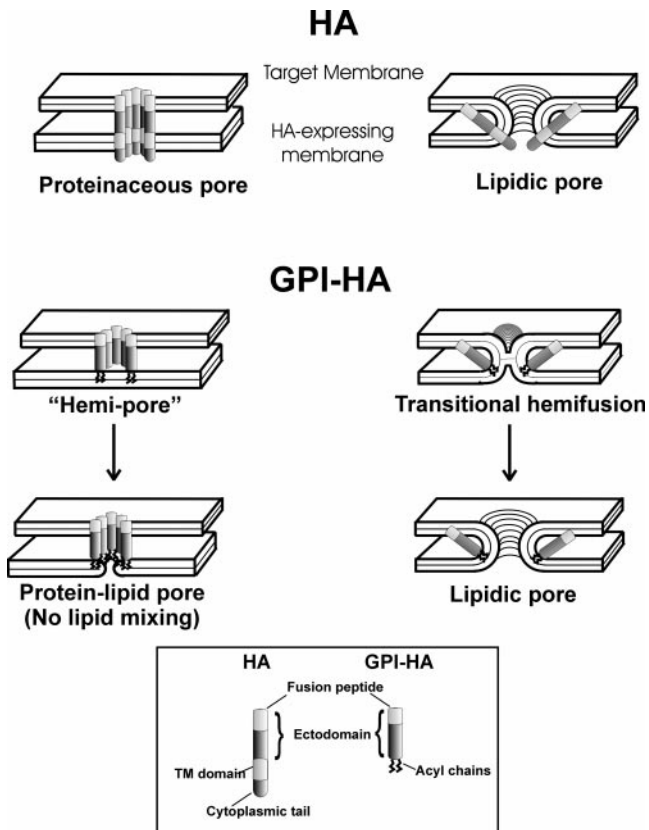 HA
Target Membrane
HA-expressing
membrane
Proteinaceous pore
Lipidic pore
GPI-HA
"Hemi-pore"
Transitional hemifusion
Protein-lipid pore
(No lipid mixing)
Lipidic pore
HA
GPI-HA
Fusion peptide
Ectodomain
TM domain
Acyl chains
Cytoplasmic tail